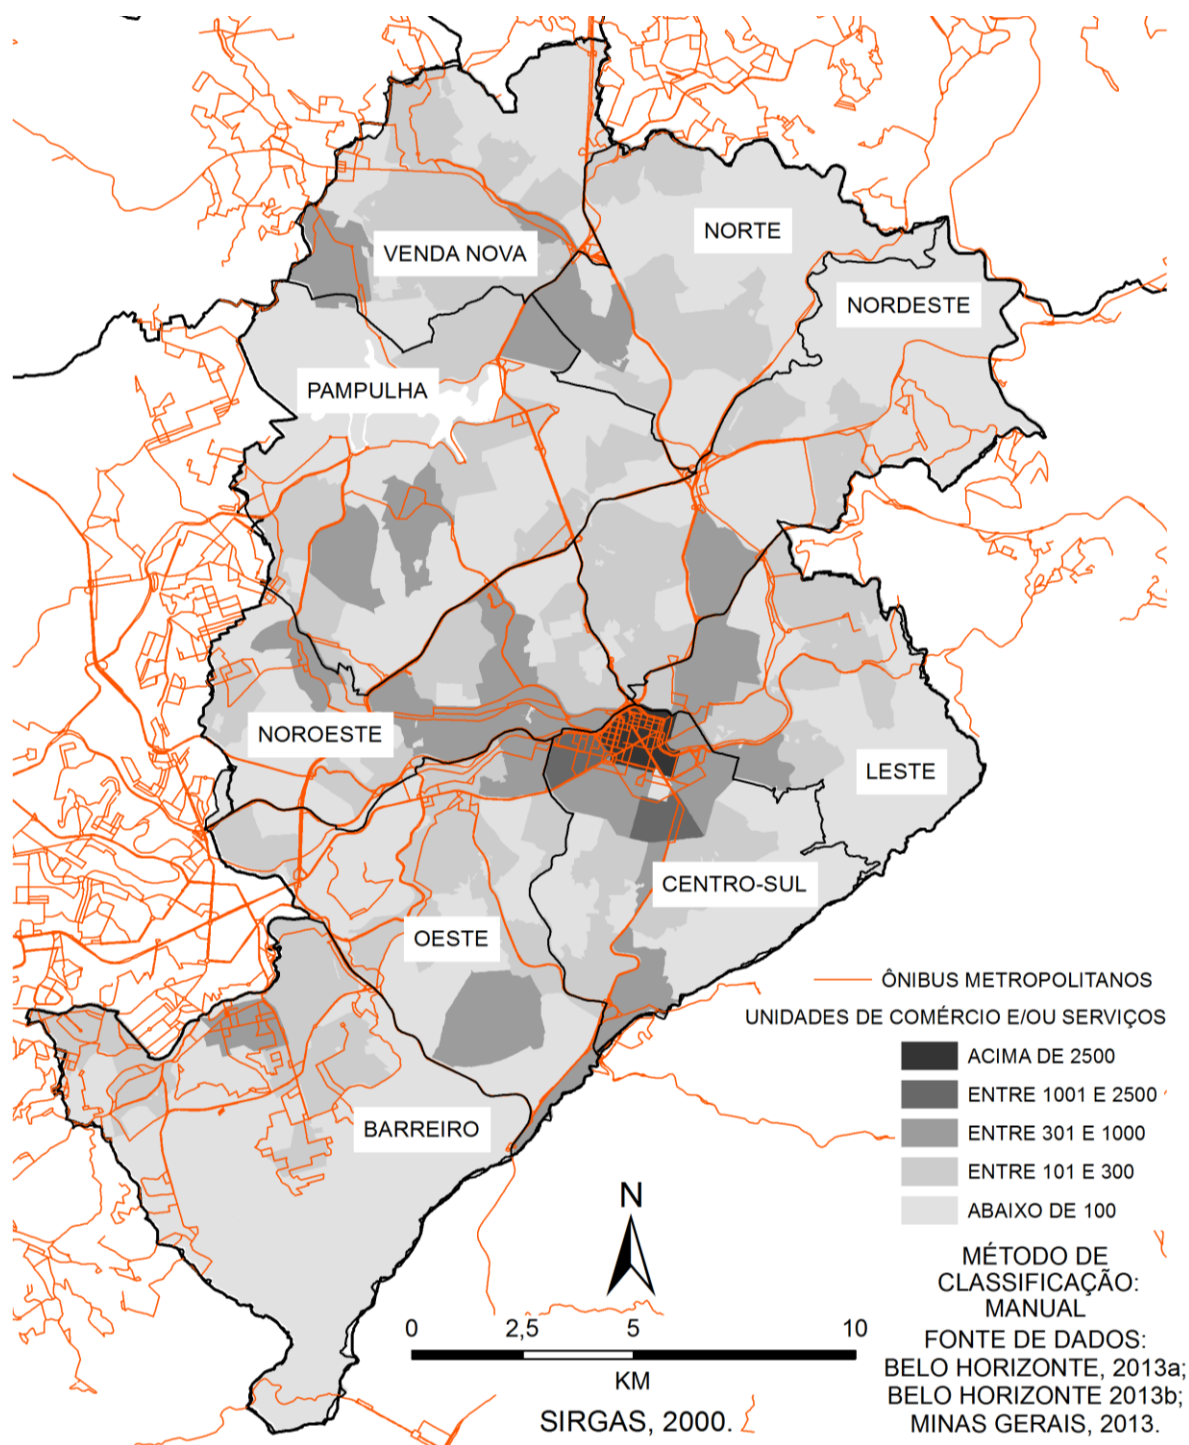 NORTE
VENDA NOVA
NORDESTE
PAMPULHA
NOROESTE
LESTE
CENTRO-SUL
OESTE
BARREIRO
ÔNIBUS METROPOLITANOS
UNIDADES DE COMÉRCIO E/OU SERVIÇOS
ACIMA DE 2500
ENTRE 1001 E 2500
ENTRE 301 E 1000
ENTRE 101 E 300
ABAIXO DE 100
N
0 2,5 5 10
KM
SIRGAS, 2000.
MÉTODO DE
CLASSIFICAÇÃO:
MANUAL
FONTE DE DADOS:
BELO HORIZONTE, 2013a;
BELO HORIZONTE 2013b;
MINAS GERAIS, 2013.